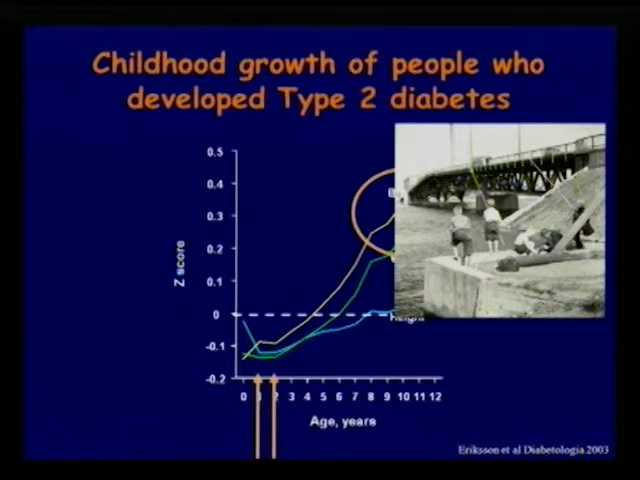 Childhood growth of people who
developed Type 2 diabetes
0.5
0.4
0.3
0.2
0.1
0
-0.1
-0.2
Z score
Height
0 1 2 3 4 5 6 7 8 9 10 11 12
Age, years
Eriksson et al Diabetologia 2003